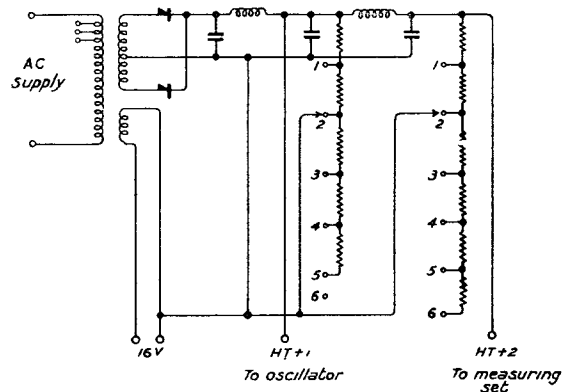 AC
Supply
1
2
3
4
5
6
1
2
3
4
5
6
16V
HT+1
HT+2
To oscillator
To measuring
set